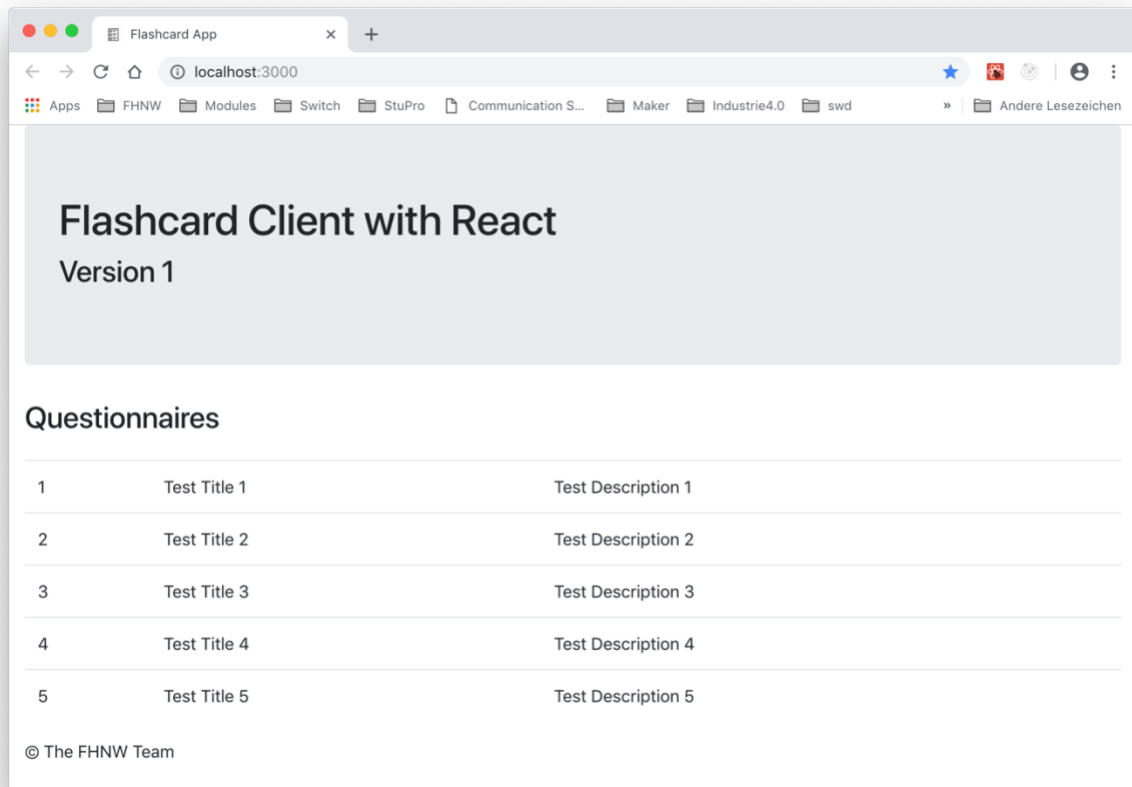 Flashcard App
localhost:3000
Apps FHNW Modules Switch StuPro Communication S... Maker Industrie4.0 swd » Andere Lesezeichen
Flashcard Client with React
Version 1
Questionnaires
1 Test Title 1 Test Description 1
2 Test Title 2 Test Description 2
3 Test Title 3 Test Description 3
4 Test Title 4 Test Description 4
5 Test Title 5 Test Description 5
© The FHNW Team